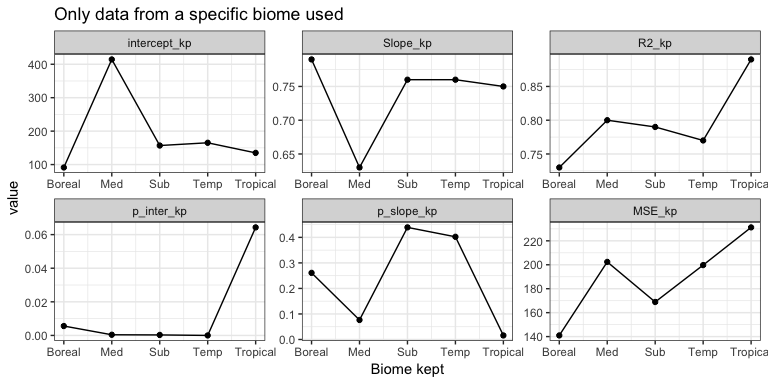 Only data from a specific biome used
intercept_kp
Slope_kp
R2_kp
400
300
200
100
0.75
0.70
0.65
0.85
0.80
0.75
Boreal Med Sub Temp Tropical
Boreal Med Sub Temp Tropical
Boreal Med Sub Temp Tropica
value
p_inter_kp
p_slope_kp
MSE_kp
0.06
0.04
0.02
0.00
0.4
0.3
0.2
0.1
0.0
220
200
180
160
140
Boreal Med Sub Temp Tropical
Boreal Med Sub Temp Tropical
Boreal Med Sub Temp Tropica
Biome kept